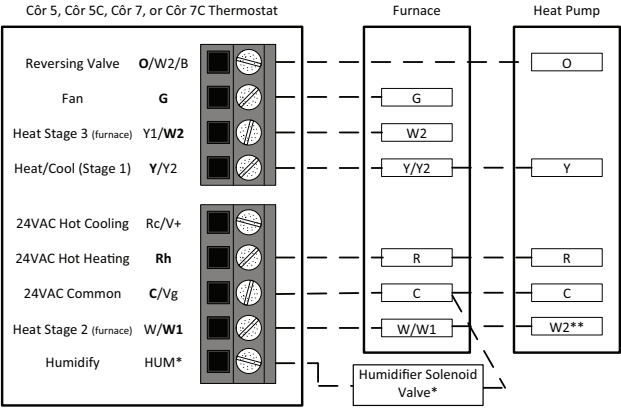 Côr 5, Côr 5C, Côr 7, or Côr 7C Thermostat Furnace Heat Pump
Reversing Valve O/W2/B O
Fan G G
Heat Stage 3 (furnace) Y1/W2 W2
Heat/Cool (Stage 1) Y/Y2 Y/Y2 Y
24VAC Hot Cooling Rc/V+
24VAC Hot Heating Rh R R
24VAC Common C/Vg C C
Heat Stage 2 (furnace) W/W1 W/W1 W2**
Humidify HUM*
Humidifier Solenoid
Valve*